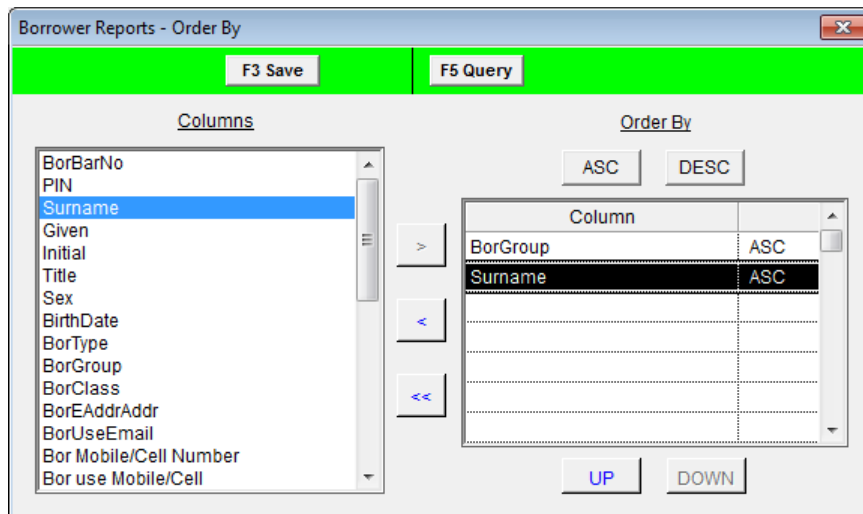 Borrower Reports - Order By
F3 Save
F5 Query
Columns
BorBarNo
PIN
Surname
Given
Initial
Title
Sex
BirthDate
BorType
BorGroup
BorClass
BorEAddrAddr
BorUseEmail
Bor Mobile/Cell Number
Bor use Mobile/Cell
>
<
<<
Order By
ASC DESC
Column
BorGroup ASC
Surname ASC
UP DOWN